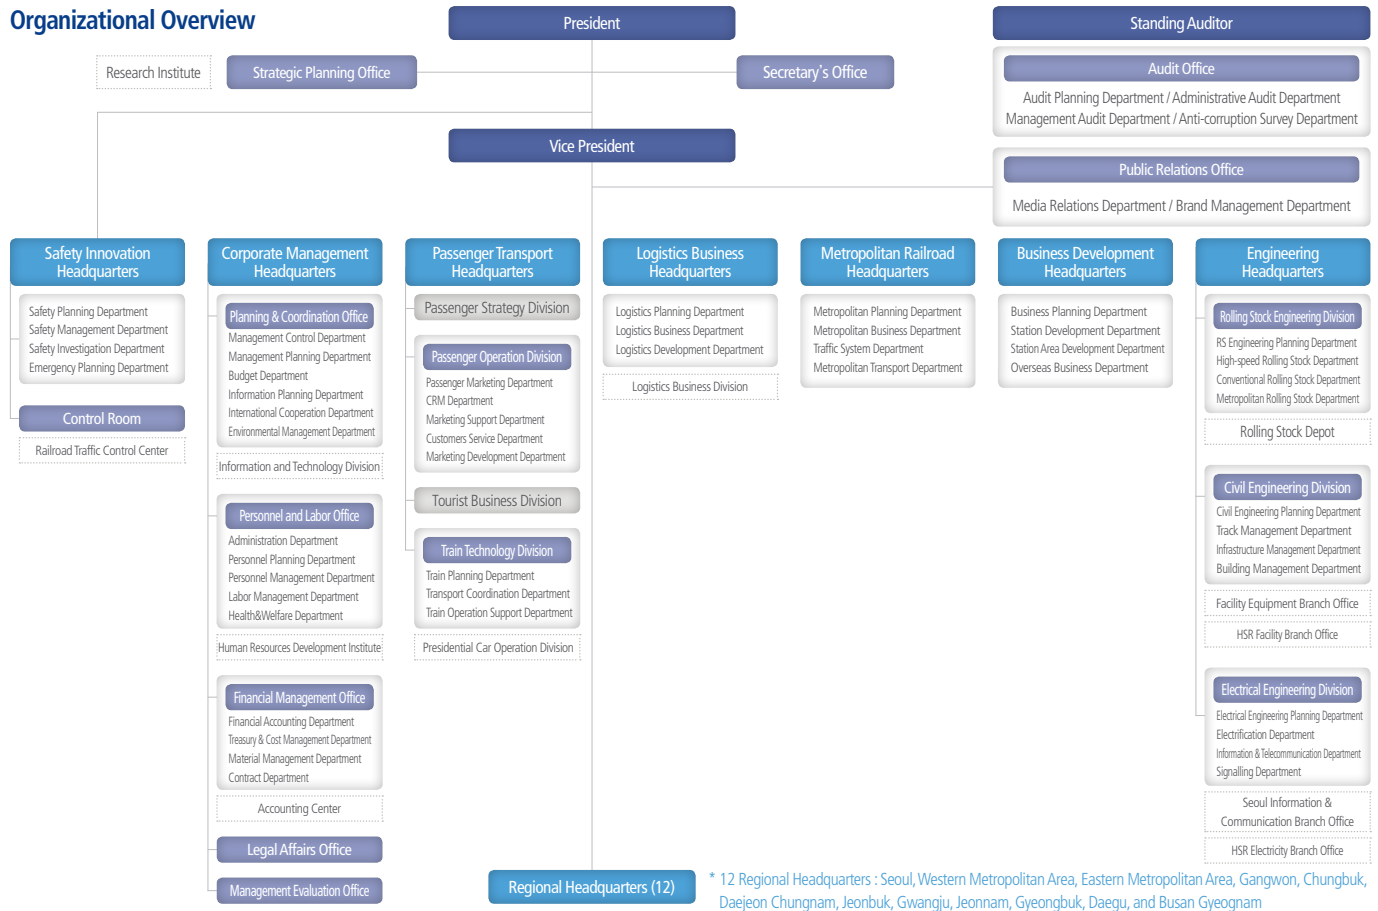 Organizational Overview
President
Standing Auditor
Research Institute
Strategic Planning Office
Secretary`s Office
Audit Office
Audit Planning Department / Administrative Audit Department
Management Audit Department / Anti-corruption Survey Department
Vice President
Public Relations Office
Media Relations Department / Brand Management Department
Safety Innovation
Headquarters
Safety Planning Department
Safety Management Department
Safety Investigation Department
Emergency Planning Department
Control Room
Railroad Traffic Control Center
Corporate Management
Headquarters
Planning & Coordination Office
Management Control Department
Management Planning Department
Budget Department
Information Planning Department
International Cooperation Department
Environmental Management Department
Information and Technology Division
Personnel and Labor Office
Administration Department
Personnel Planning Department
Personnel Management Department
Labor Management Department
Health&Welfare Department
Human Resources Development Institute
Financial Management Office
Financial Accounting Department
Treasury & Cost Management Department
Material Management Department
Contract Department
Accounting Center
Legal Affairs Office
Management Evaluation Office
Passenger Transport
Headquarters
Passenger Strategy Division
Passenger Operation Division
Passenger Marketing Department
CRM Department
Marketing Support Department
Customers Service Department
Marketing Development Department
Tourist Business Division
Train Technology Division
Train Planning Department
Transport Coordination Department
Train Operation Support Department
Presidential Car Operation Division
Logistics Business
Headquarters
Logistics Planning Department
Logistics Business Department
Logistics Development Department
Logistics Business Division
Metropolitan Railroad
Headquarters
Metropolitan Planning Department
Metropolitan Business Department
Traffic System Department
Metropolitan Transport Department
Business Development
Headquarters
Business Planning Department
Station Development Department
Station Area Development Department
Overseas Business Department
Engineering
Headquarters
Rolling Stock Engineering Division
RS Engineering Planning Department
High-speed Rolling Stock Department
Conventional Rolling Stock Department
Metropolitan Rolling Stock Department
Rolling Stock Depot
Civil Engineering Division
Civil Engineering Planning Department
Track Management Department
Infrastructure Management Department
Building Management Department
Facility Equipment Branch Office
HSR Facility Branch Office
Electrical Engineering Division
Electrical Engineering Planning Department
Electrification Department
Information & Telecommunication Department
Signalling Department
Seoul Information &
Communication Branch Office
HSR Electricity Branch Office
Regional Headquarters (12)
* 12 Regional Headquarters : Seoul, Western Metropolitan Area, Eastern Metropolitan Area, Gangwon, Chungbuk,
Daejeon Chungnam, Jeonbuk, Gwangju, Jeonnam, Gyeongbuk, Daegu, and Busan Gyeognam